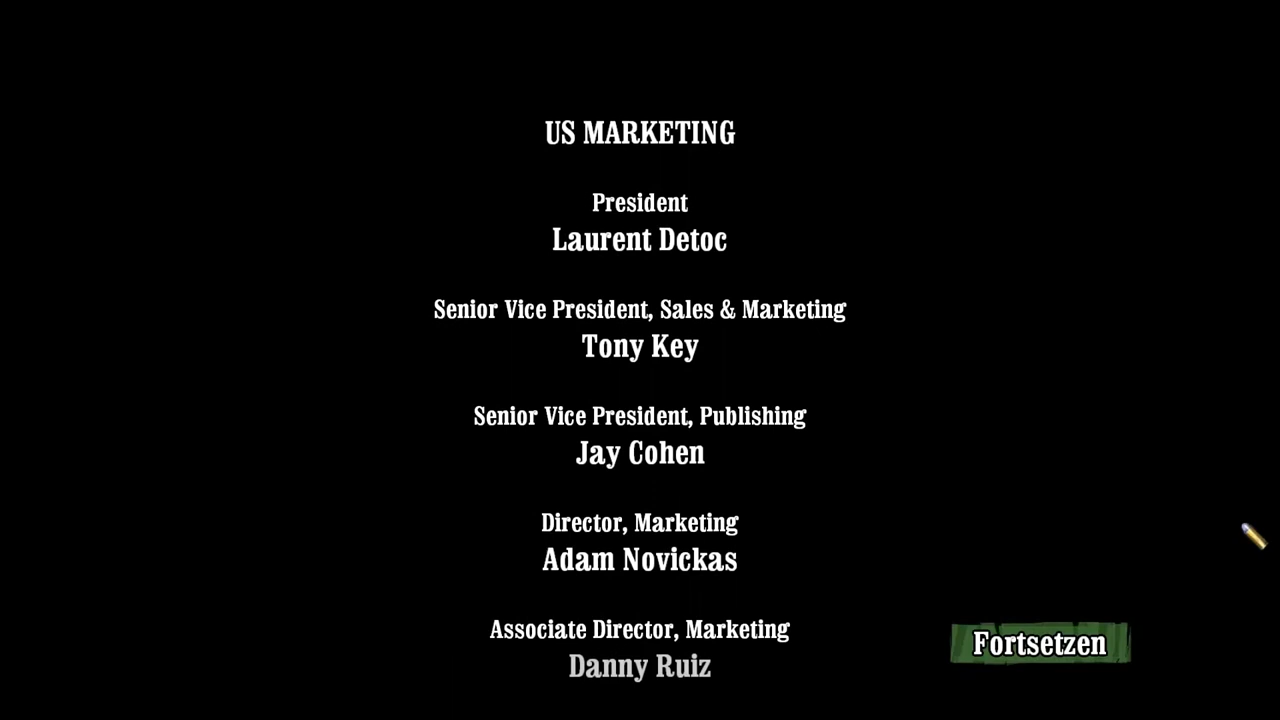 US MARKETING
President
Laurent Detoc
Senior Vice President, Sales & Marketing
Tony Key
Senior Vice President, Publishing
Jay Cohen
Director, Marketing
Adam Novickas
Associate Director, Marketing
Danny Ruiz
Fortsetzen